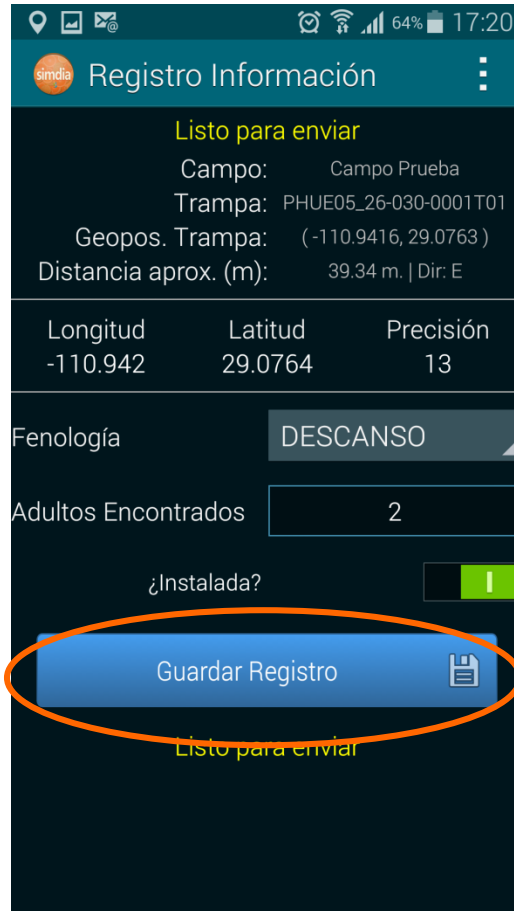 64% 17:20
simdia Registro Información
Listo para enviar
Campo: Campo Prueba
Trampa: PHUE05_26-030-0001T01
Geopos. Trampa: (-110.9416, 29.0763)
Distancia aprox. (m): 39.34 m. | Dir: E
Longitud Latitud Precisión
-110.942 29.0764 13
Fenología DESCANSO
Adultos Encontrados 2
¿Instalada? I
Guardar Registro
Listo para enviar